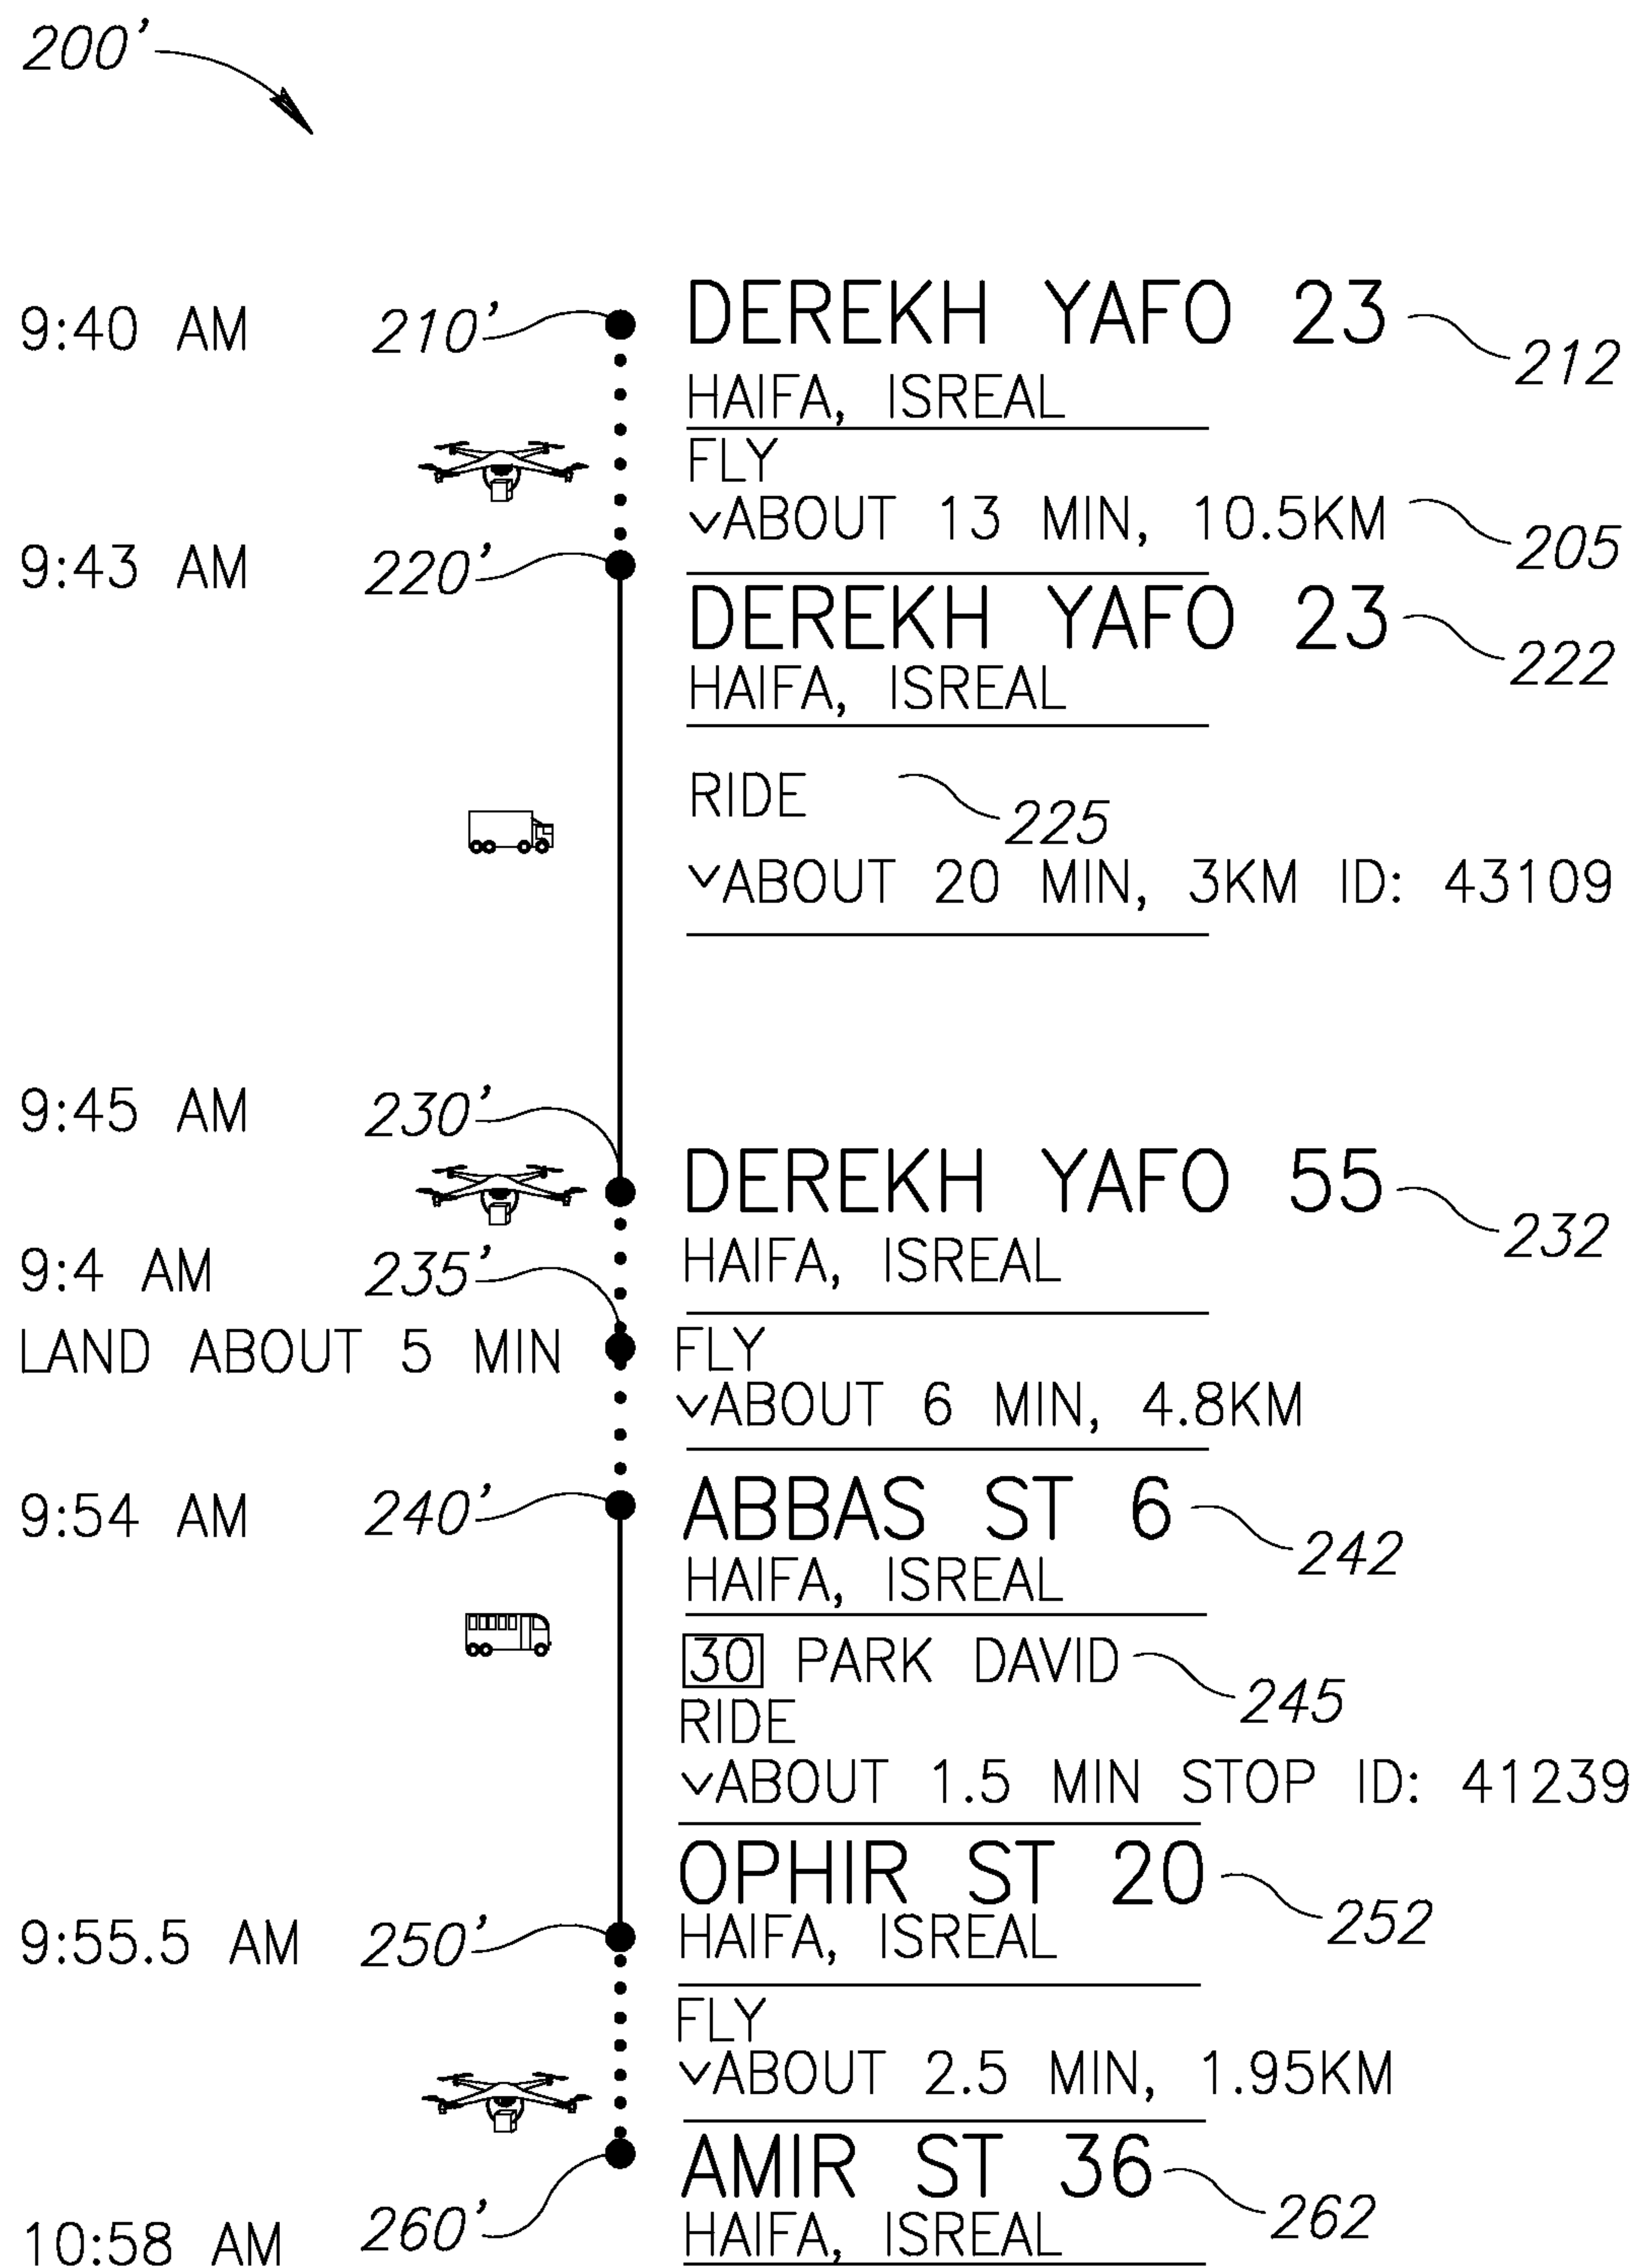 200'
9:40 AM 210' DEREKH YAFO 23 212
HAIFA, ISREAL
FLY
˅ABOUT 13 MIN, 10.5KM 205
9:43 AM 220'
DEREKH YAFO 23 222
HAIFA, ISREAL
RIDE 225
˅ABOUT 20 MIN, 3KM ID: 43109
9:45 AM 230'
DEREKH YAFO 55 232
HAIFA, ISREAL
9:4 AM 235'
LAND ABOUT 5 MIN FLY
˅ABOUT 6 MIN, 4.8KM
9:54 AM 240' ABBAS ST 6 242
HAIFA, ISREAL
30 PARK DAVID 245
RIDE
˅ABOUT 1.5 MIN STOP ID: 41239
OPHIR ST 20 252
9:55.5 AM 250' HAIFA, ISREAL
FLY
˅ABOUT 2.5 MIN, 1.95KM
AMIR ST 36 262
10:58 AM 260' HAIFA, ISREAL